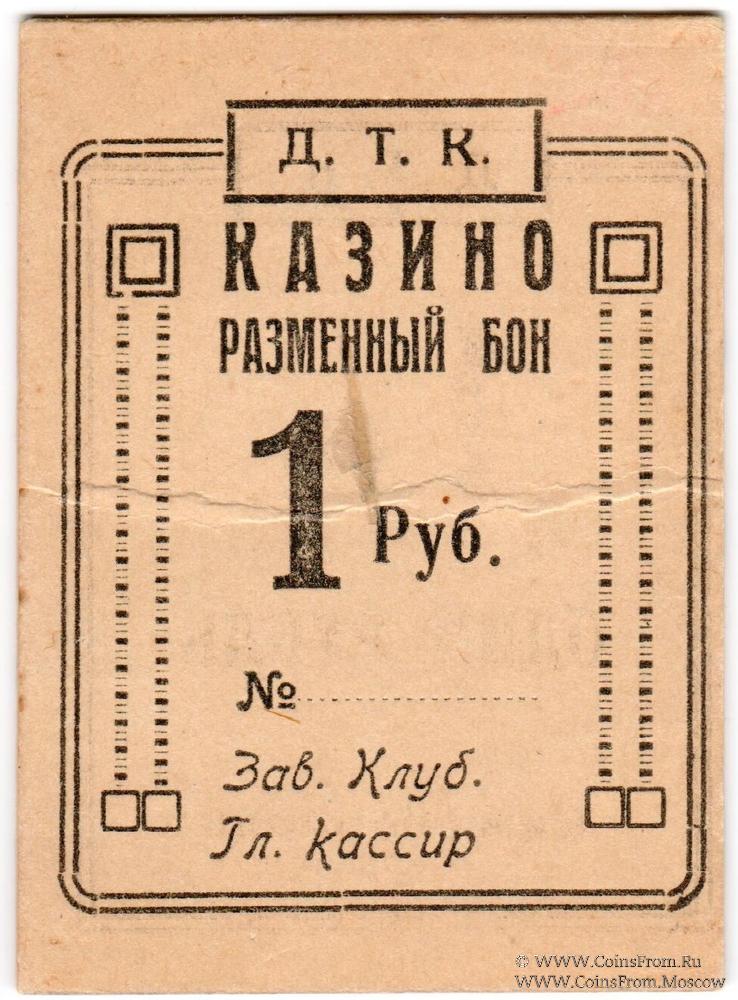 Д. Т. К.
КАЗИНО
РАЗМЕННЫЙ БОН
1 Руб.
№
Зав. Клуб.
Гл. кассир
© WWW.CoinsFrom.Ru
WWW.CoinsFrom.Moscow